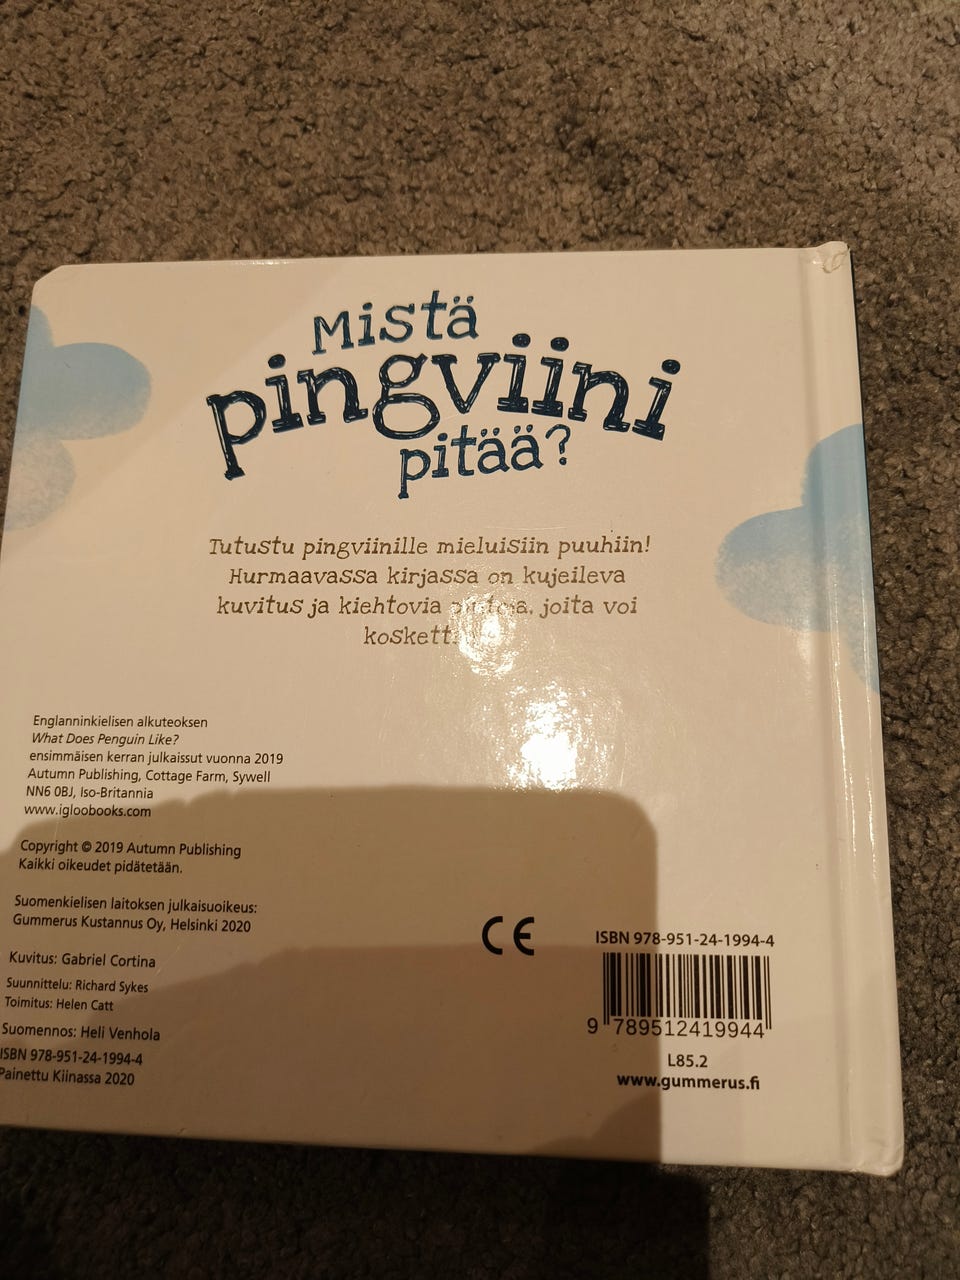 Mistä
pingviini
pitää?
Tutustu pingviinille mieluisiin puuhiin!
Hurmaavassa kirjassa on kujeileva
kuvitus ja kiehtovia joita voi
Englanninkielisen alkuteoksen
What Does Penguin Like?
ensimmäisen kerran julkaissut vuonna 2019
Autumn Publishing, Cottage Farm, Sywell
NN6 0BJ, Iso-Britannia
www.igloobooks.com
Copyright © 2019 Autumn Publishing
Kaikki oikeudet pidätetään.
Suomenkielisen laitoksen julkaisuoikeus:
Gummerus Kustannus Oy, Helsinki 2020
Kuvitus: Gabriel Cortina
Suunnittelu: Richard Sykes
Toimitus: Helen Catt
Suomennos: Heli Venhola
ISBN 978-951-24-1994-4
Painettu Kiinassa 2020
CE
ISBN 978-951-24-1994-4
9 789512419944
L85.2
www.gummerus.fi